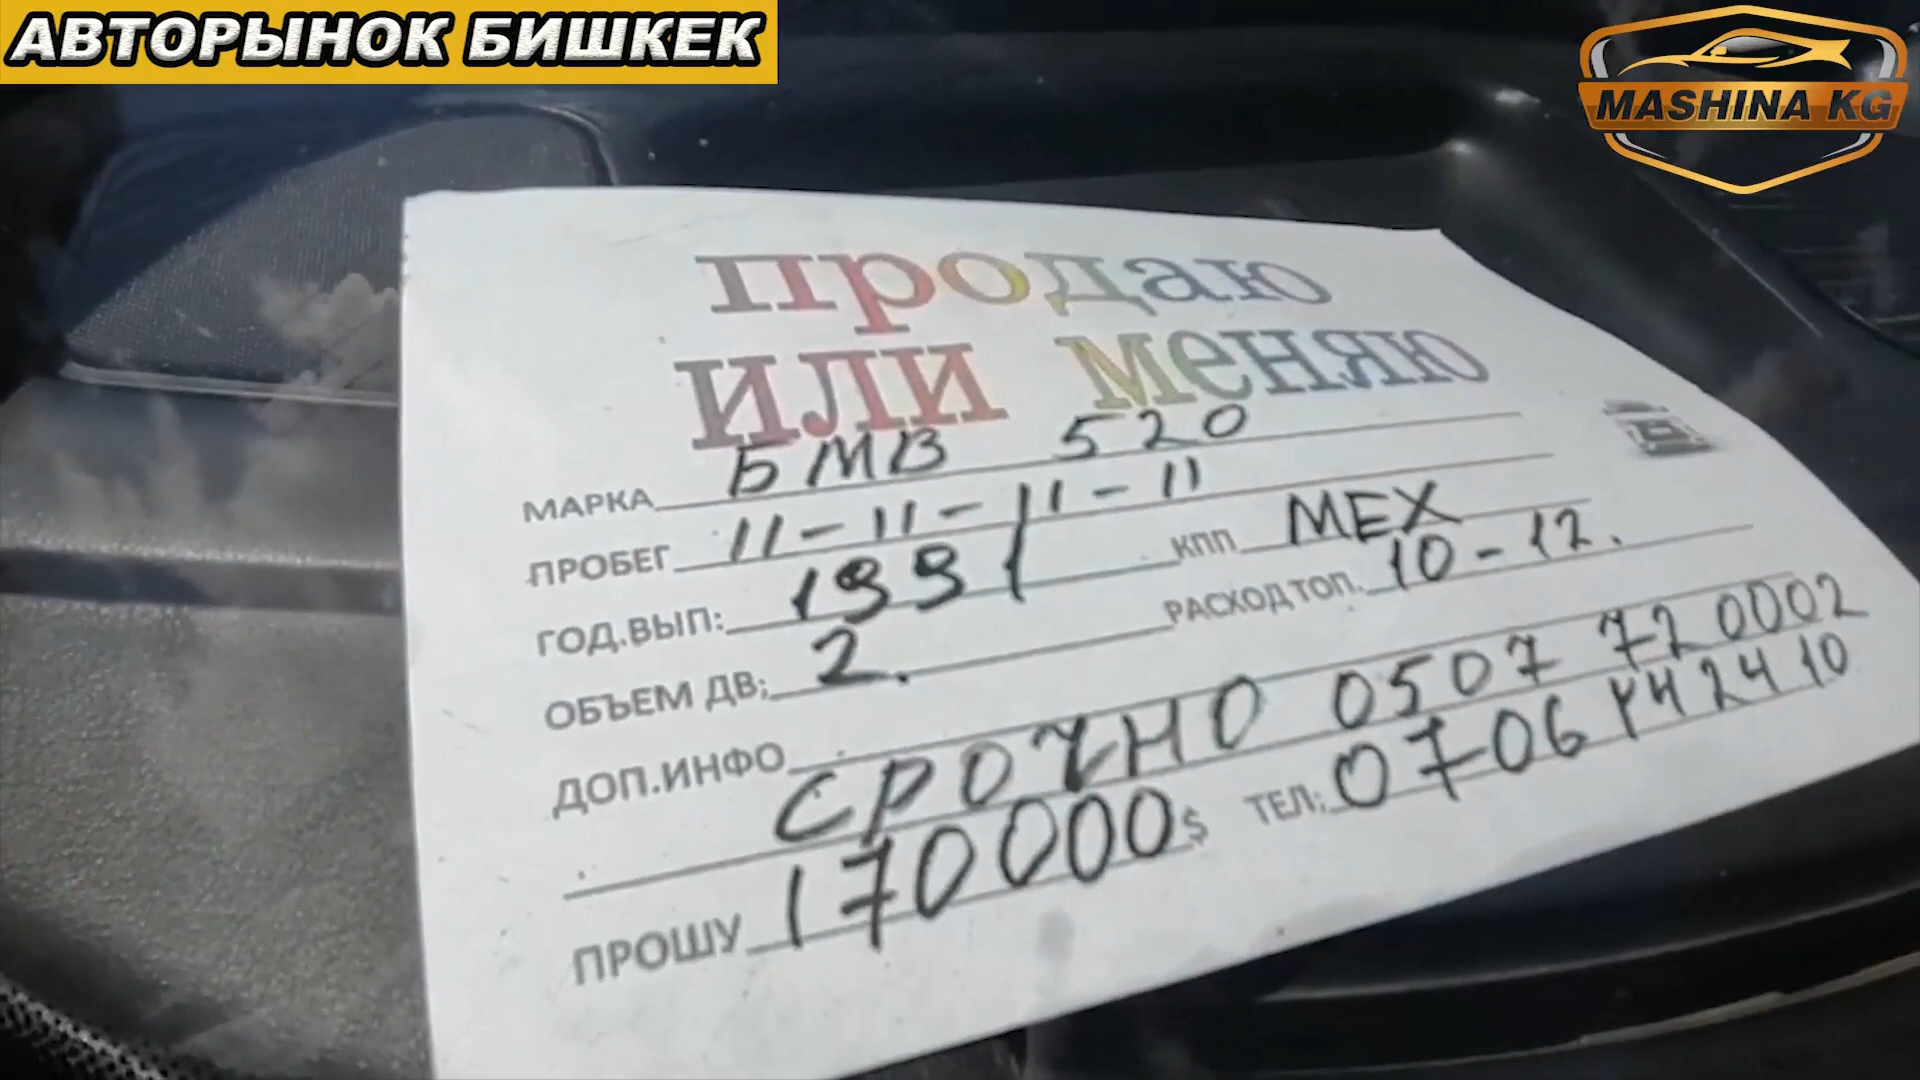 АВТОРЫНОК БИШКЕК
MASHINA KG
продаю
или меняю
МАРКА БМВ 520
ПРОБЕГ 11-11-11-11
ГОД.ВЫП: 1991 КПП МЕХ
ОБЪЕМ ДВ: 2. РАСХОД ТОП. 10-12.
ДОП.ИНФО СРОЧНО 0507 720002
ПРОШУ 170000$ ТЕЛ: 0706 442410